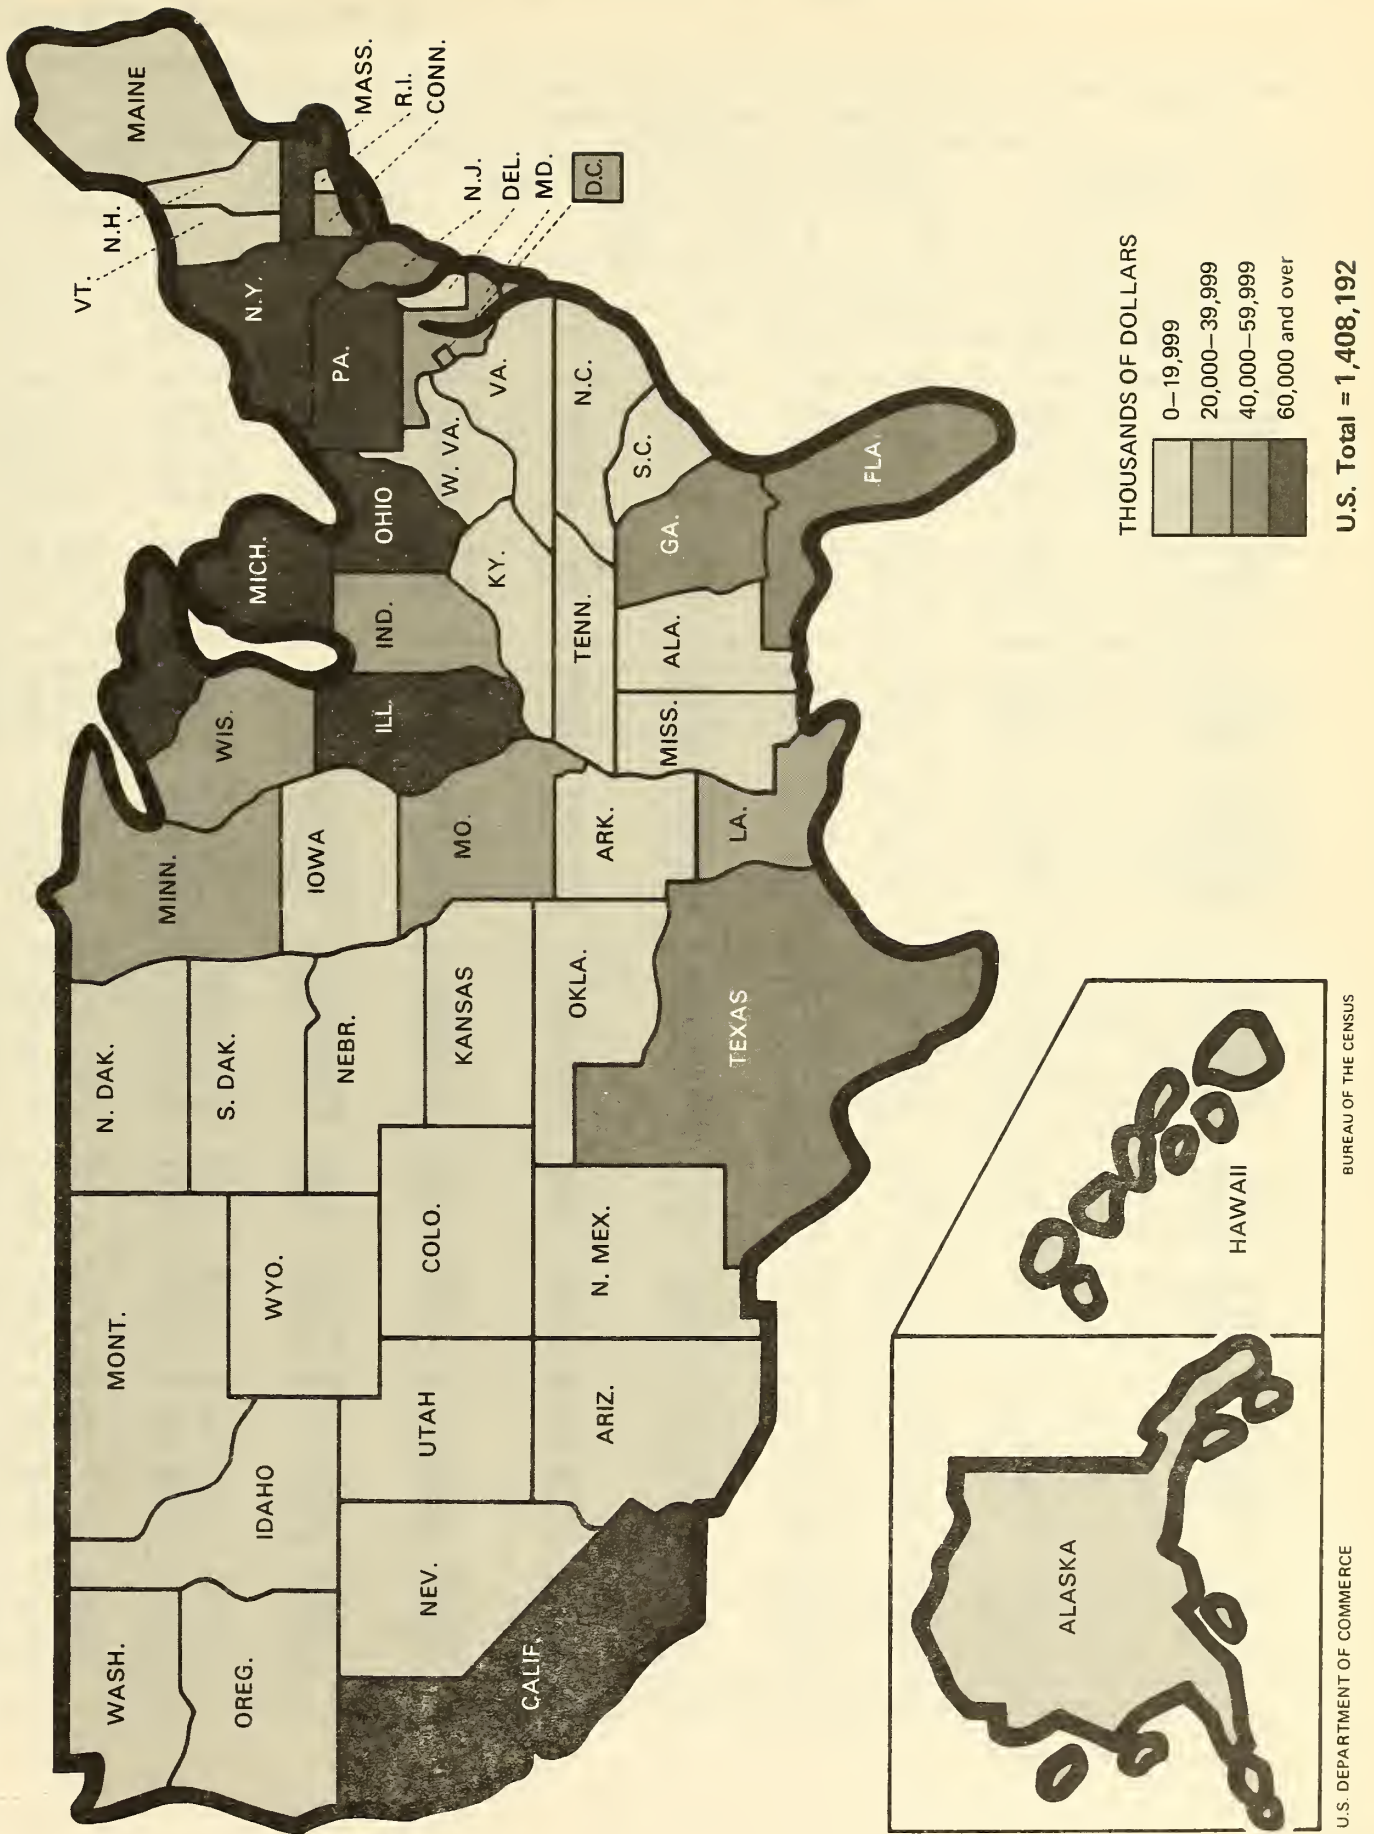 WASH.
OREG.
CALIF.
NEV.
IDAHO
MONT.
WYO.
UTAH
ARIZ.
COLO.
N. MEX.
N. DAK.
S. DAK.
NEBR.
KANSAS
OKLA.
TEXAS
MINN.
IOWA
MO.
ARK.
LA.
WIS.
ILL.
MISS.
IND.
MICH.
OHIO
KY.
TENN.
ALA.
GA.
FLA.
S.C.
N.C.
VA.
W. VA.
PA.
N.Y.
VT.
N.H.
MAINE
MASS.
R.I.
CONN.
N.J.
DEL.
MD.
D.C.
ALASKA
HAWAII
THOUSANDS OF DOLLARS
0–19,999
20,000–39,999
40,000–59,999
60,000 and over
U.S. Total = 1,408,192
U.S. DEPARTMENT OF COMMERCE
BUREAU OF THE CENSUS